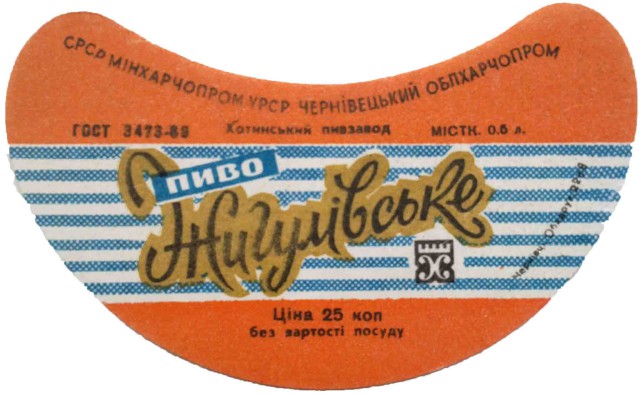 СРСР МІНХАРЧОПРОМ УРСР ЧЕРНІВЕЦЬКИЙ ОБЛХАРЧОПРОМ
ГОСТ 3473-69 Хотинський пивзавод МІСТК. 0.5 л.
ПИВО
Жигулівське
Ціна 25 коп
без вартості посуду